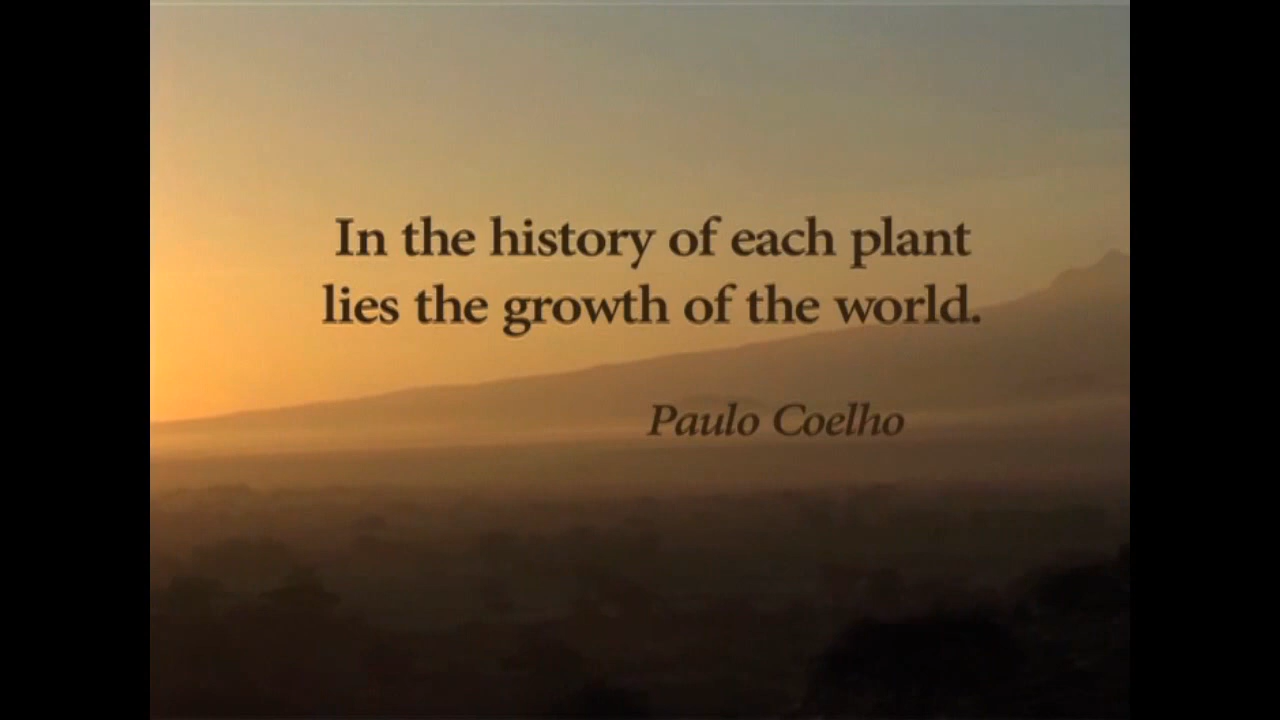 In the history of each plant
lies the growth of the world.
Paulo Coelho